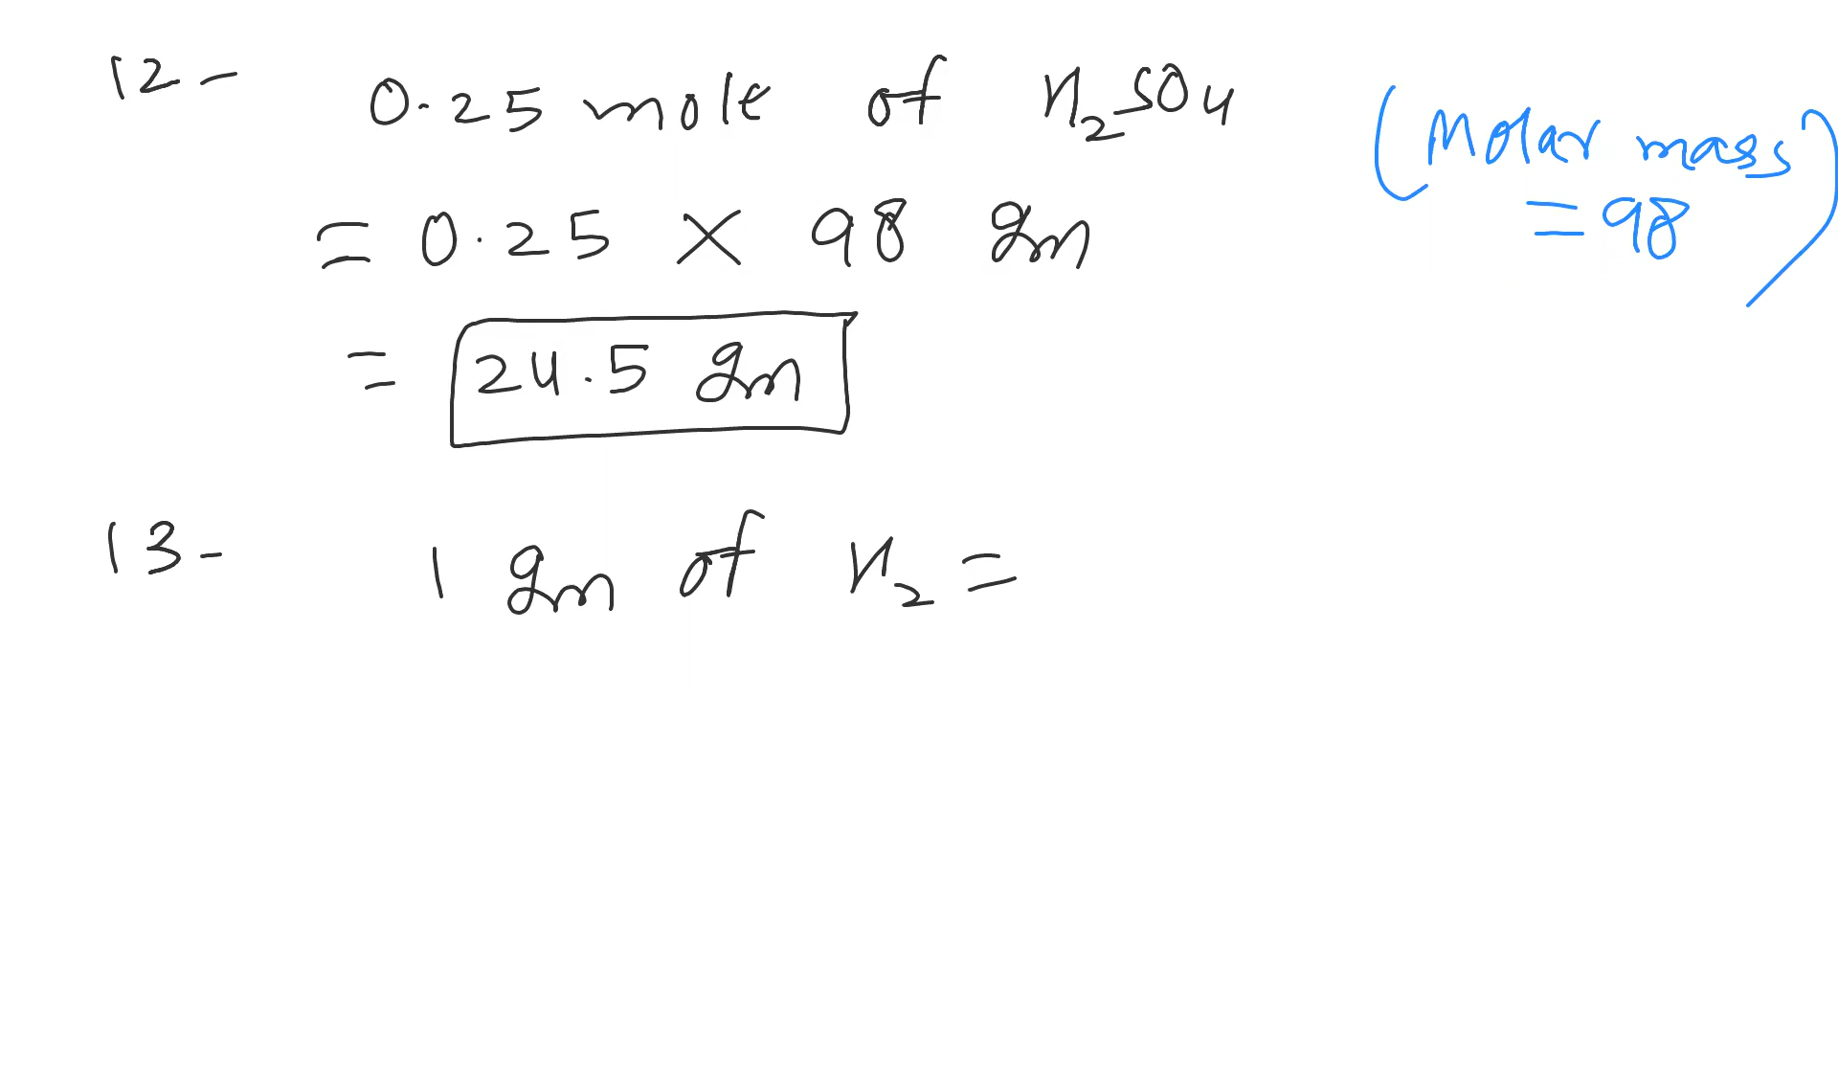 12- 0.25 mole of H₂SO₄
(Molar mass
= 98)
= 0.25 × 98 gm
= 24.5 gm
13- 1 gm of H₂ =